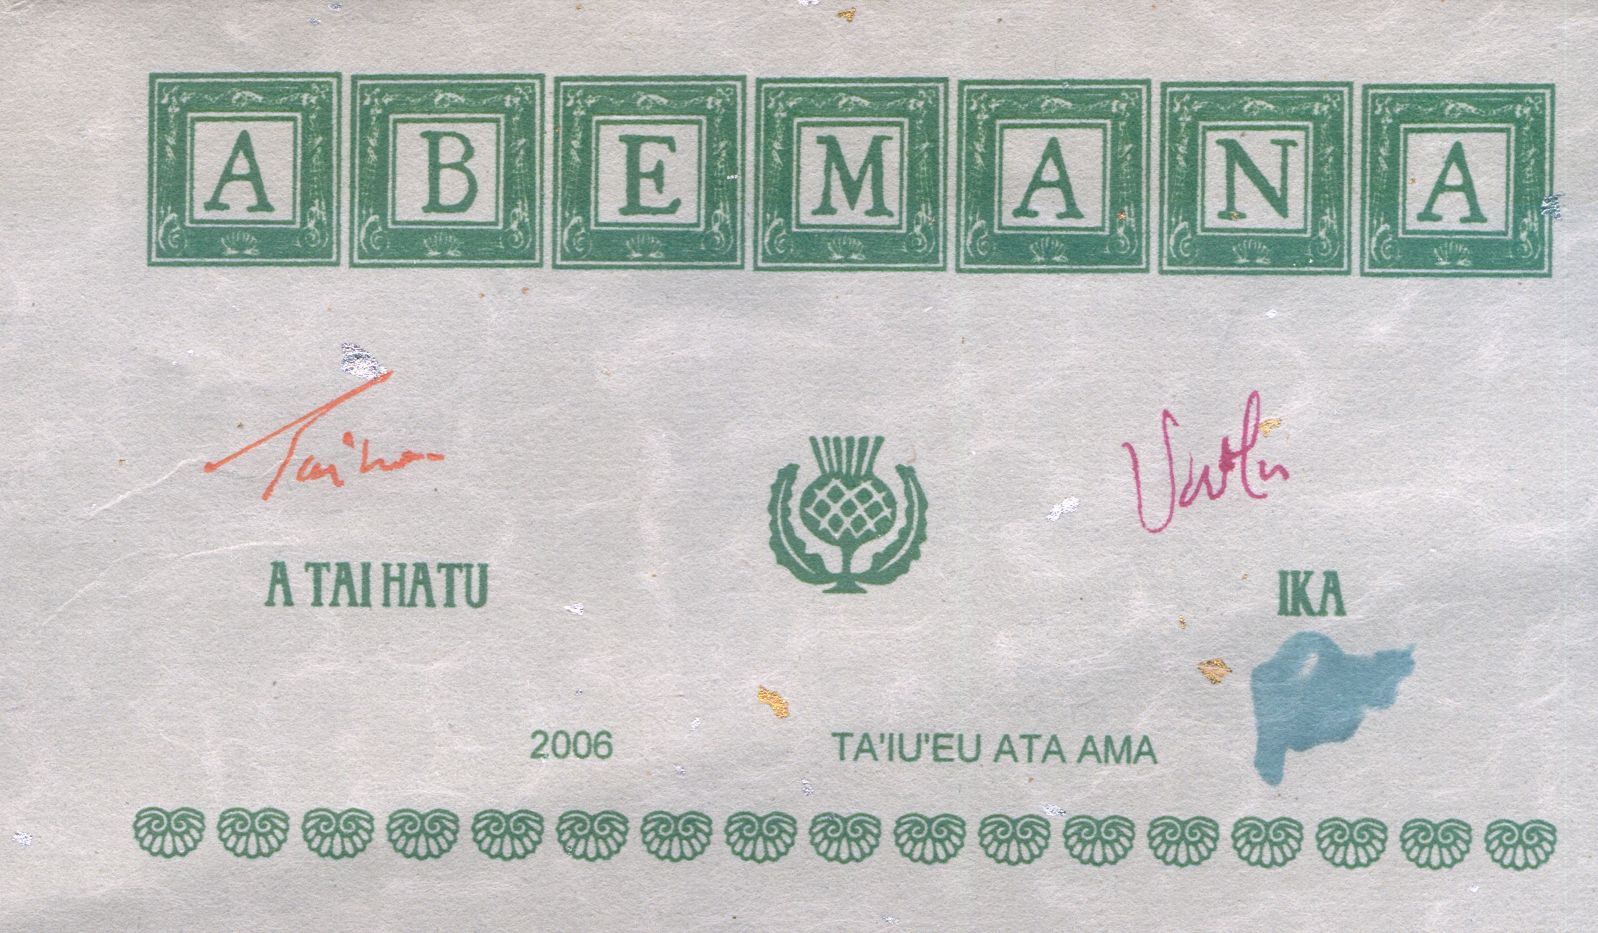 ABEMANA
A TAI HATU
IKA
2006
TA'IU'EU ATA AMA